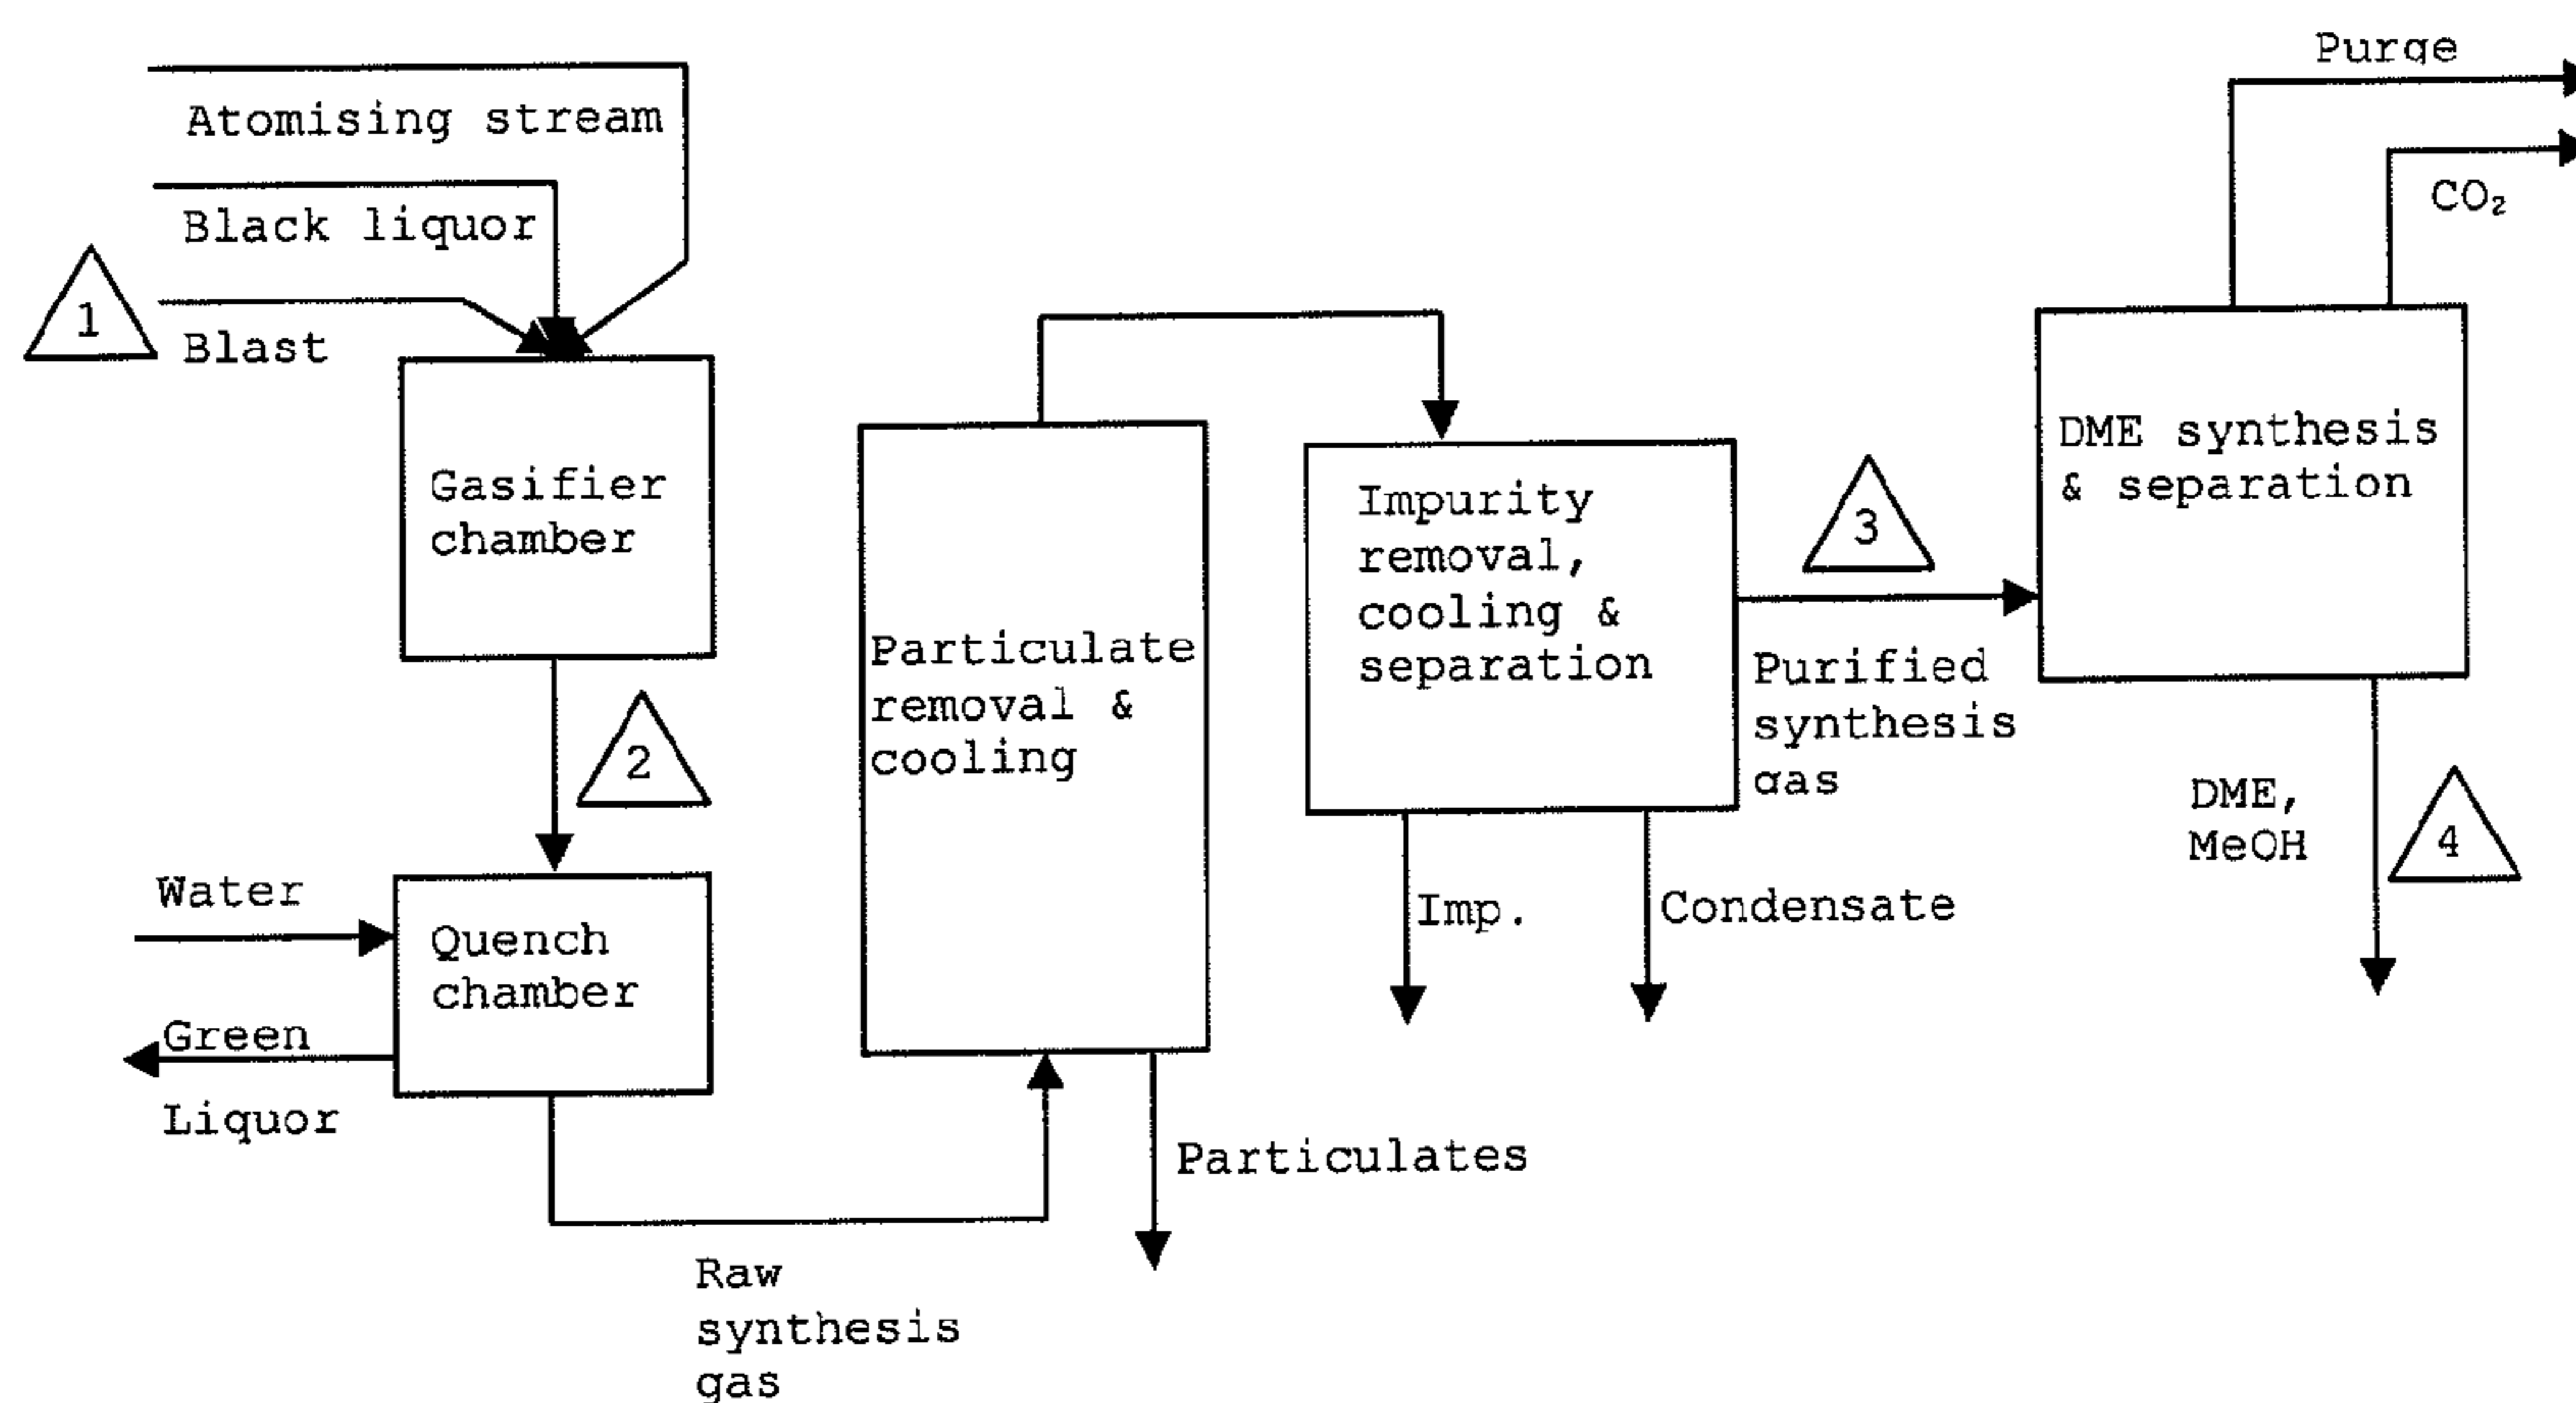 Purge
Atomising stream
CO₂
Black liquor
1
Blast
DME synthesis
& separation
Gasifier
chamber
Impurity
removal,
cooling &
separation
3
Particulate
removal &
cooling
Purified
synthesis
gas
2
DME,
MeOH
4
Water
Quench
chamber
Imp.
Condensate
Green
Liquor
Particulates
Raw
synthesis
gas